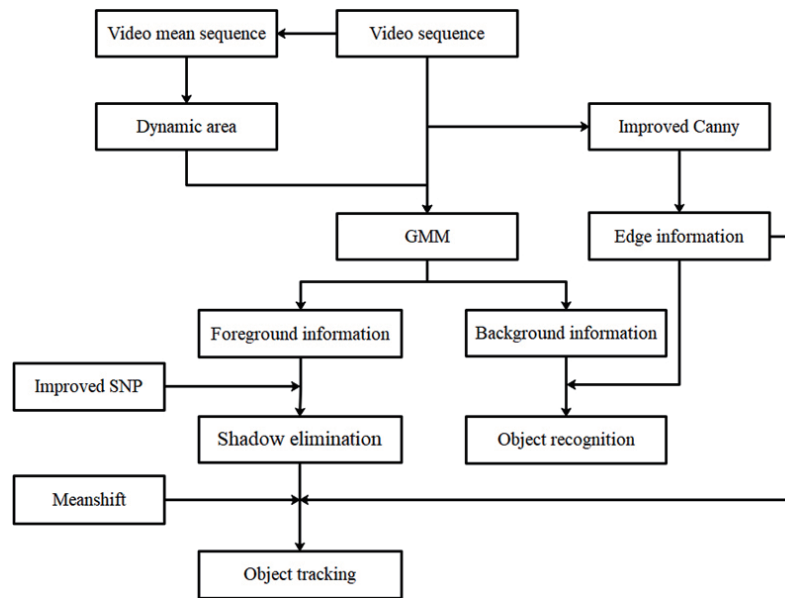 Video mean sequence
Video sequence
Dynamic area
Improved Canny
GMM
Edge information
Foreground information
Background information
Improved SNP
Shadow elimination
Object recognition
Meanshift
Object tracking